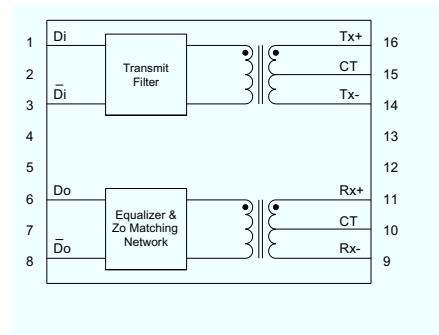 1 Di Tx+ 16
Transmit
Filter
2 CT 15
3 D̅i Tx- 14
4 13
5 12
6 Do Rx+ 11
Equalizer &
Zo Matching
Network
7 CT 10
8 D̅o Rx- 9